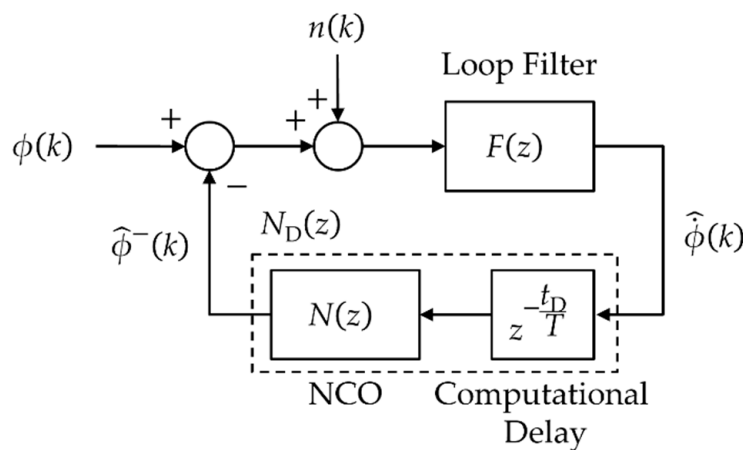 n(k)
Loop Filter
+
+
+
ϕ(k)
F(z)
−
ϕ̂⁻(k)
N_D(z)
ϕ̇̂(k)
N(z)
z^{-t_D/T}
NCO
Computational
Delay